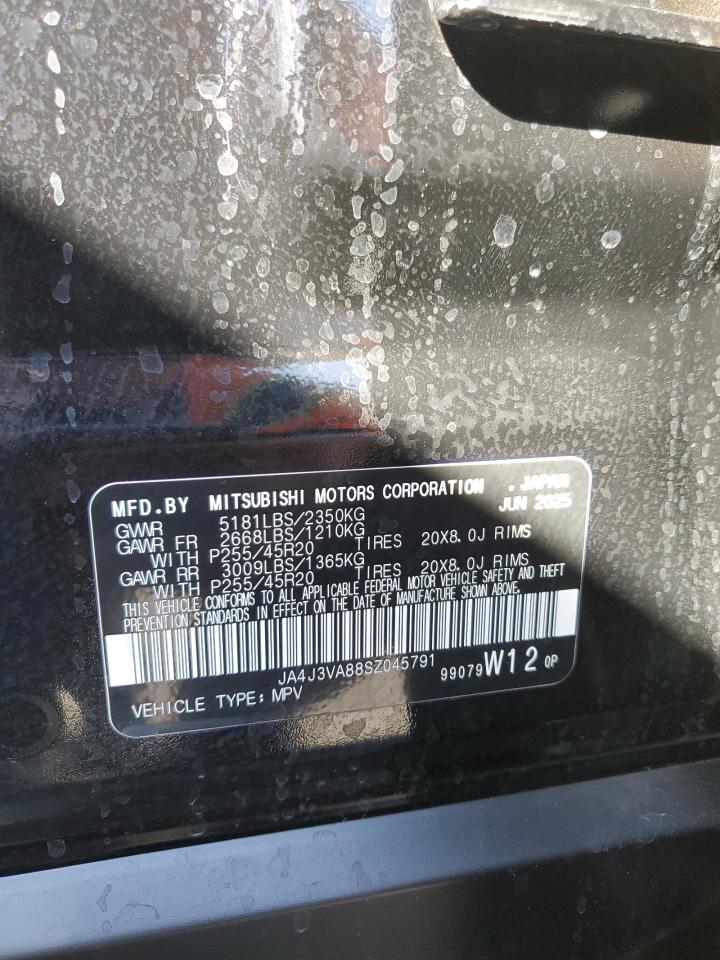 MFD.BY MITSUBISHI MOTORS CORPORATION . JAPAN
JUN 2025
GWWR 5181LBS/2350KG
GAWR FR 2668LBS/1210KG
WITH P255/45R20 TIRES 20X8.0J RIMS
GAWR RR 3009LBS/1365KG
WITH P255/45R20 TIRES 20X8.0J RIMS
THIS VEHICLE CONFORMS TO ALL APPLICABLE FEDERAL MOTOR VEHICLE SAFETY AND THEFT
PREVENTION STANDARDS IN EFFECT ON THE DATE OF MANUFACTURE SHOWN ABOVE.
JA4J3VA88SZ045791
99079 W12 0P
VEHICLE TYPE: MPV